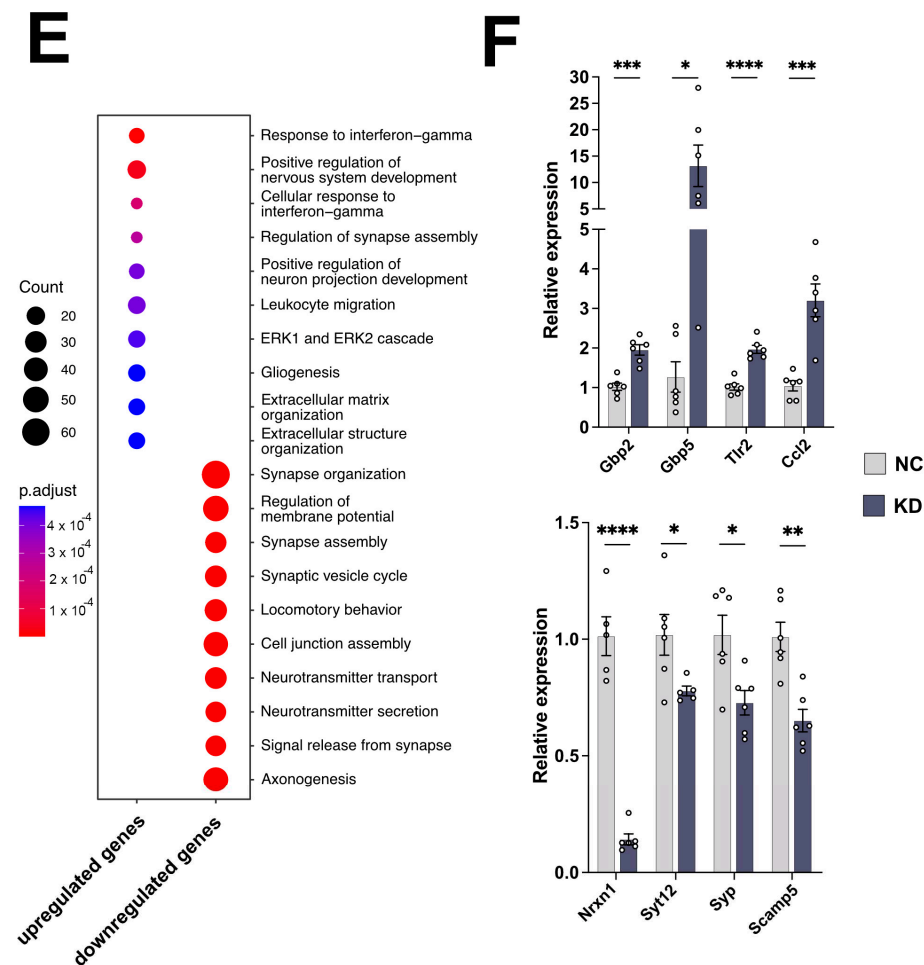 E
Response to interferon−gamma
Positive regulation of
nervous system development
Cellular response to
interferon−gamma
Regulation of synapse assembly
Positive regulation of
neuron projection development
Leukocyte migration
ERK1 and ERK2 cascade
Gliogenesis
Extracellular matrix
organization
Extracellular structure
organization
Synapse organization
Regulation of
membrane potential
Synapse assembly
Synaptic vesicle cycle
Locomotory behavior
Cell junction assembly
Neurotransmitter transport
Neurotransmitter secretion
Signal release from synapse
Axonogenesis
Count
20
30
40
50
60
p.adjust
4 x 10-4
3 x 10-4
2 x 10-4
1 x 10-4
upregulated genes
downregulated genes
F
*** * **** ***
Relative expression
30
25
20
15
10
5
5
4
3
2
1
0
Gbp2 Gbp5 Tlr2 Ccl2
NC
KD
**** * * **
Relative expression
1.5
1.0
0.5
0.0
Nrxn1 Syt12 Syp Scamp5